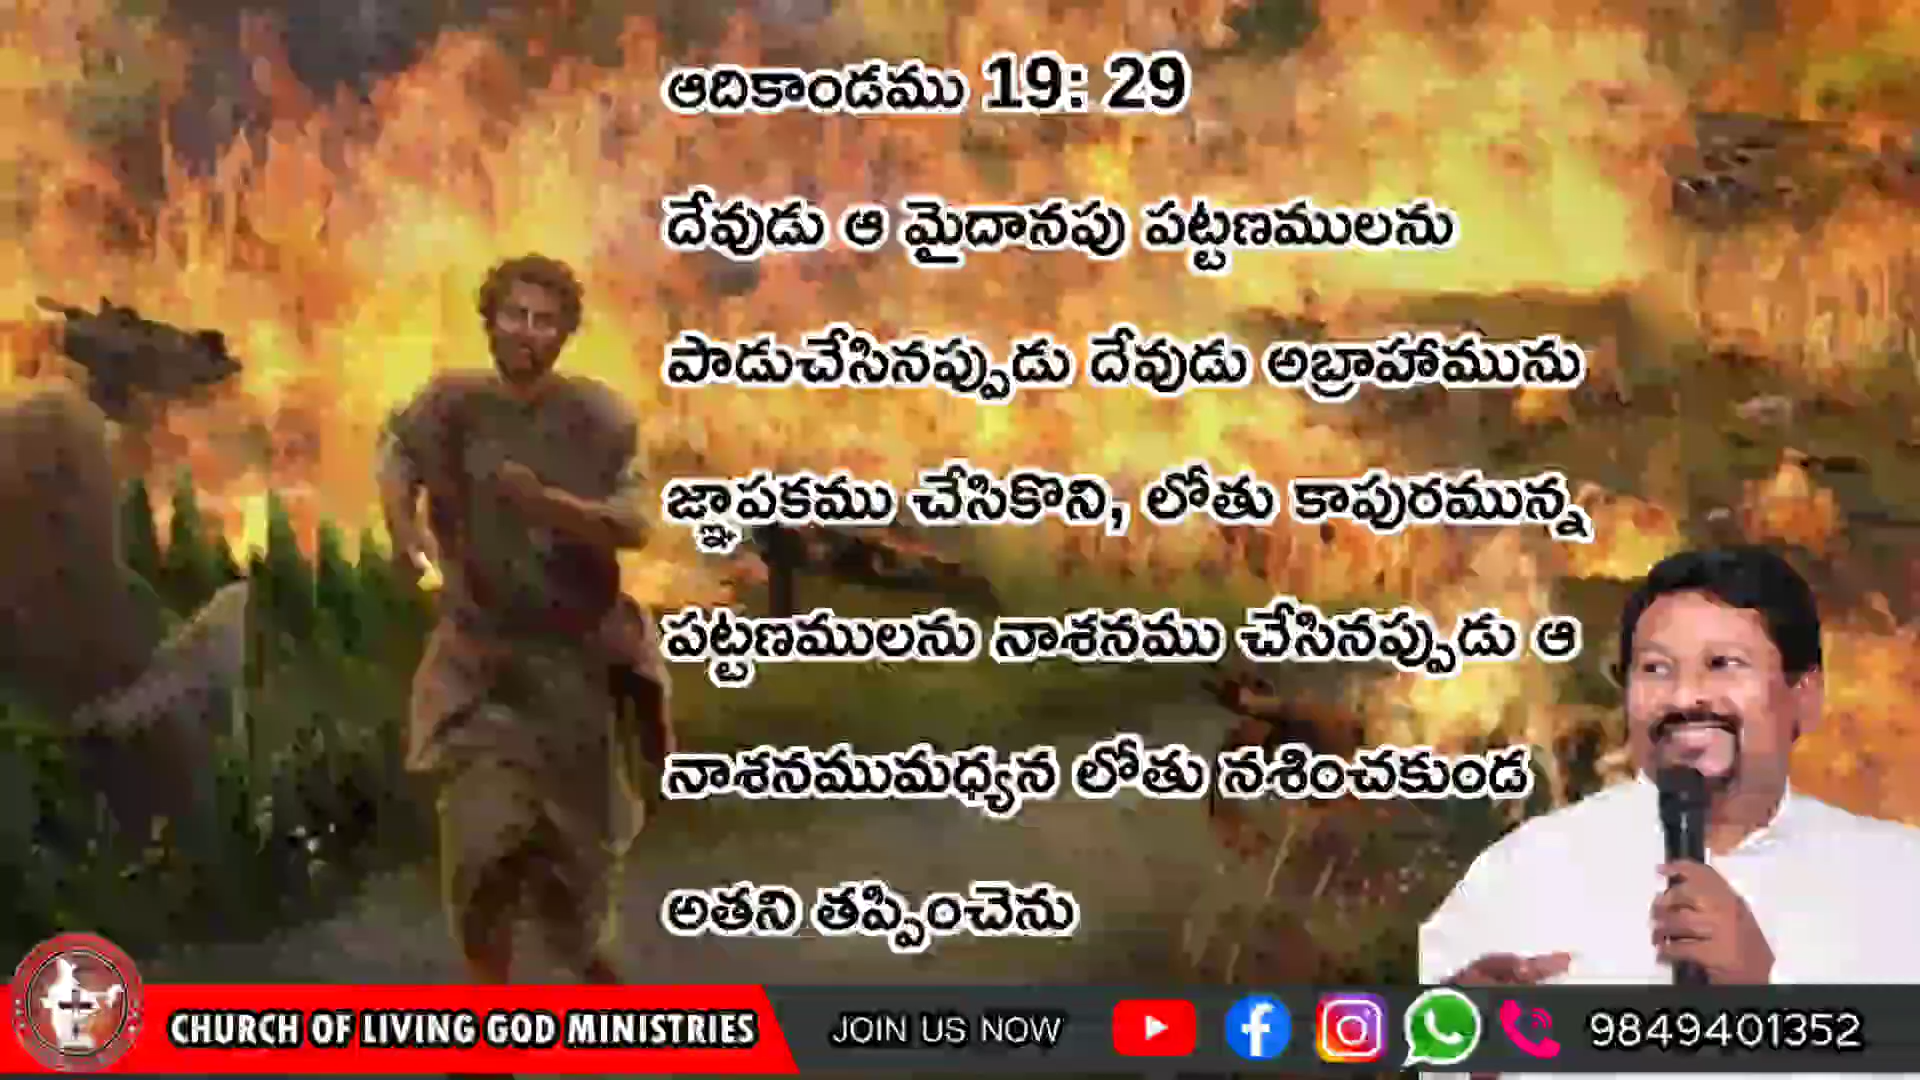 ఆదికాండము 19: 29
దేవుడు ఆ మైదానపు పట్టణములను
పాడుచేసినప్పుడు దేవుడు అబ్రాహామును
జ్ఞాపకము చేసికొని, లోతు కాపురమున్న
పట్టణములను నాశనము చేసినప్పుడు ఆ
నాశనముమధ్యన లోతు నశించకుండ
అతని తప్పించెను
CHURCH OF LIVING GOD MINISTRIES JOIN US NOW 9849401352